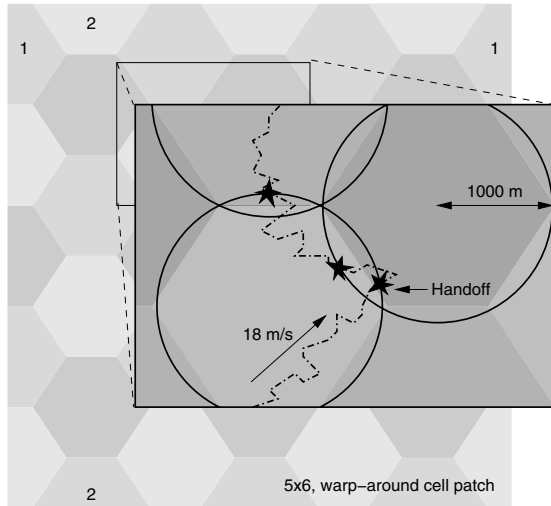 2
1
1
1000 m
Handoff
18 m/s
5x6, warp−around cell patch
2